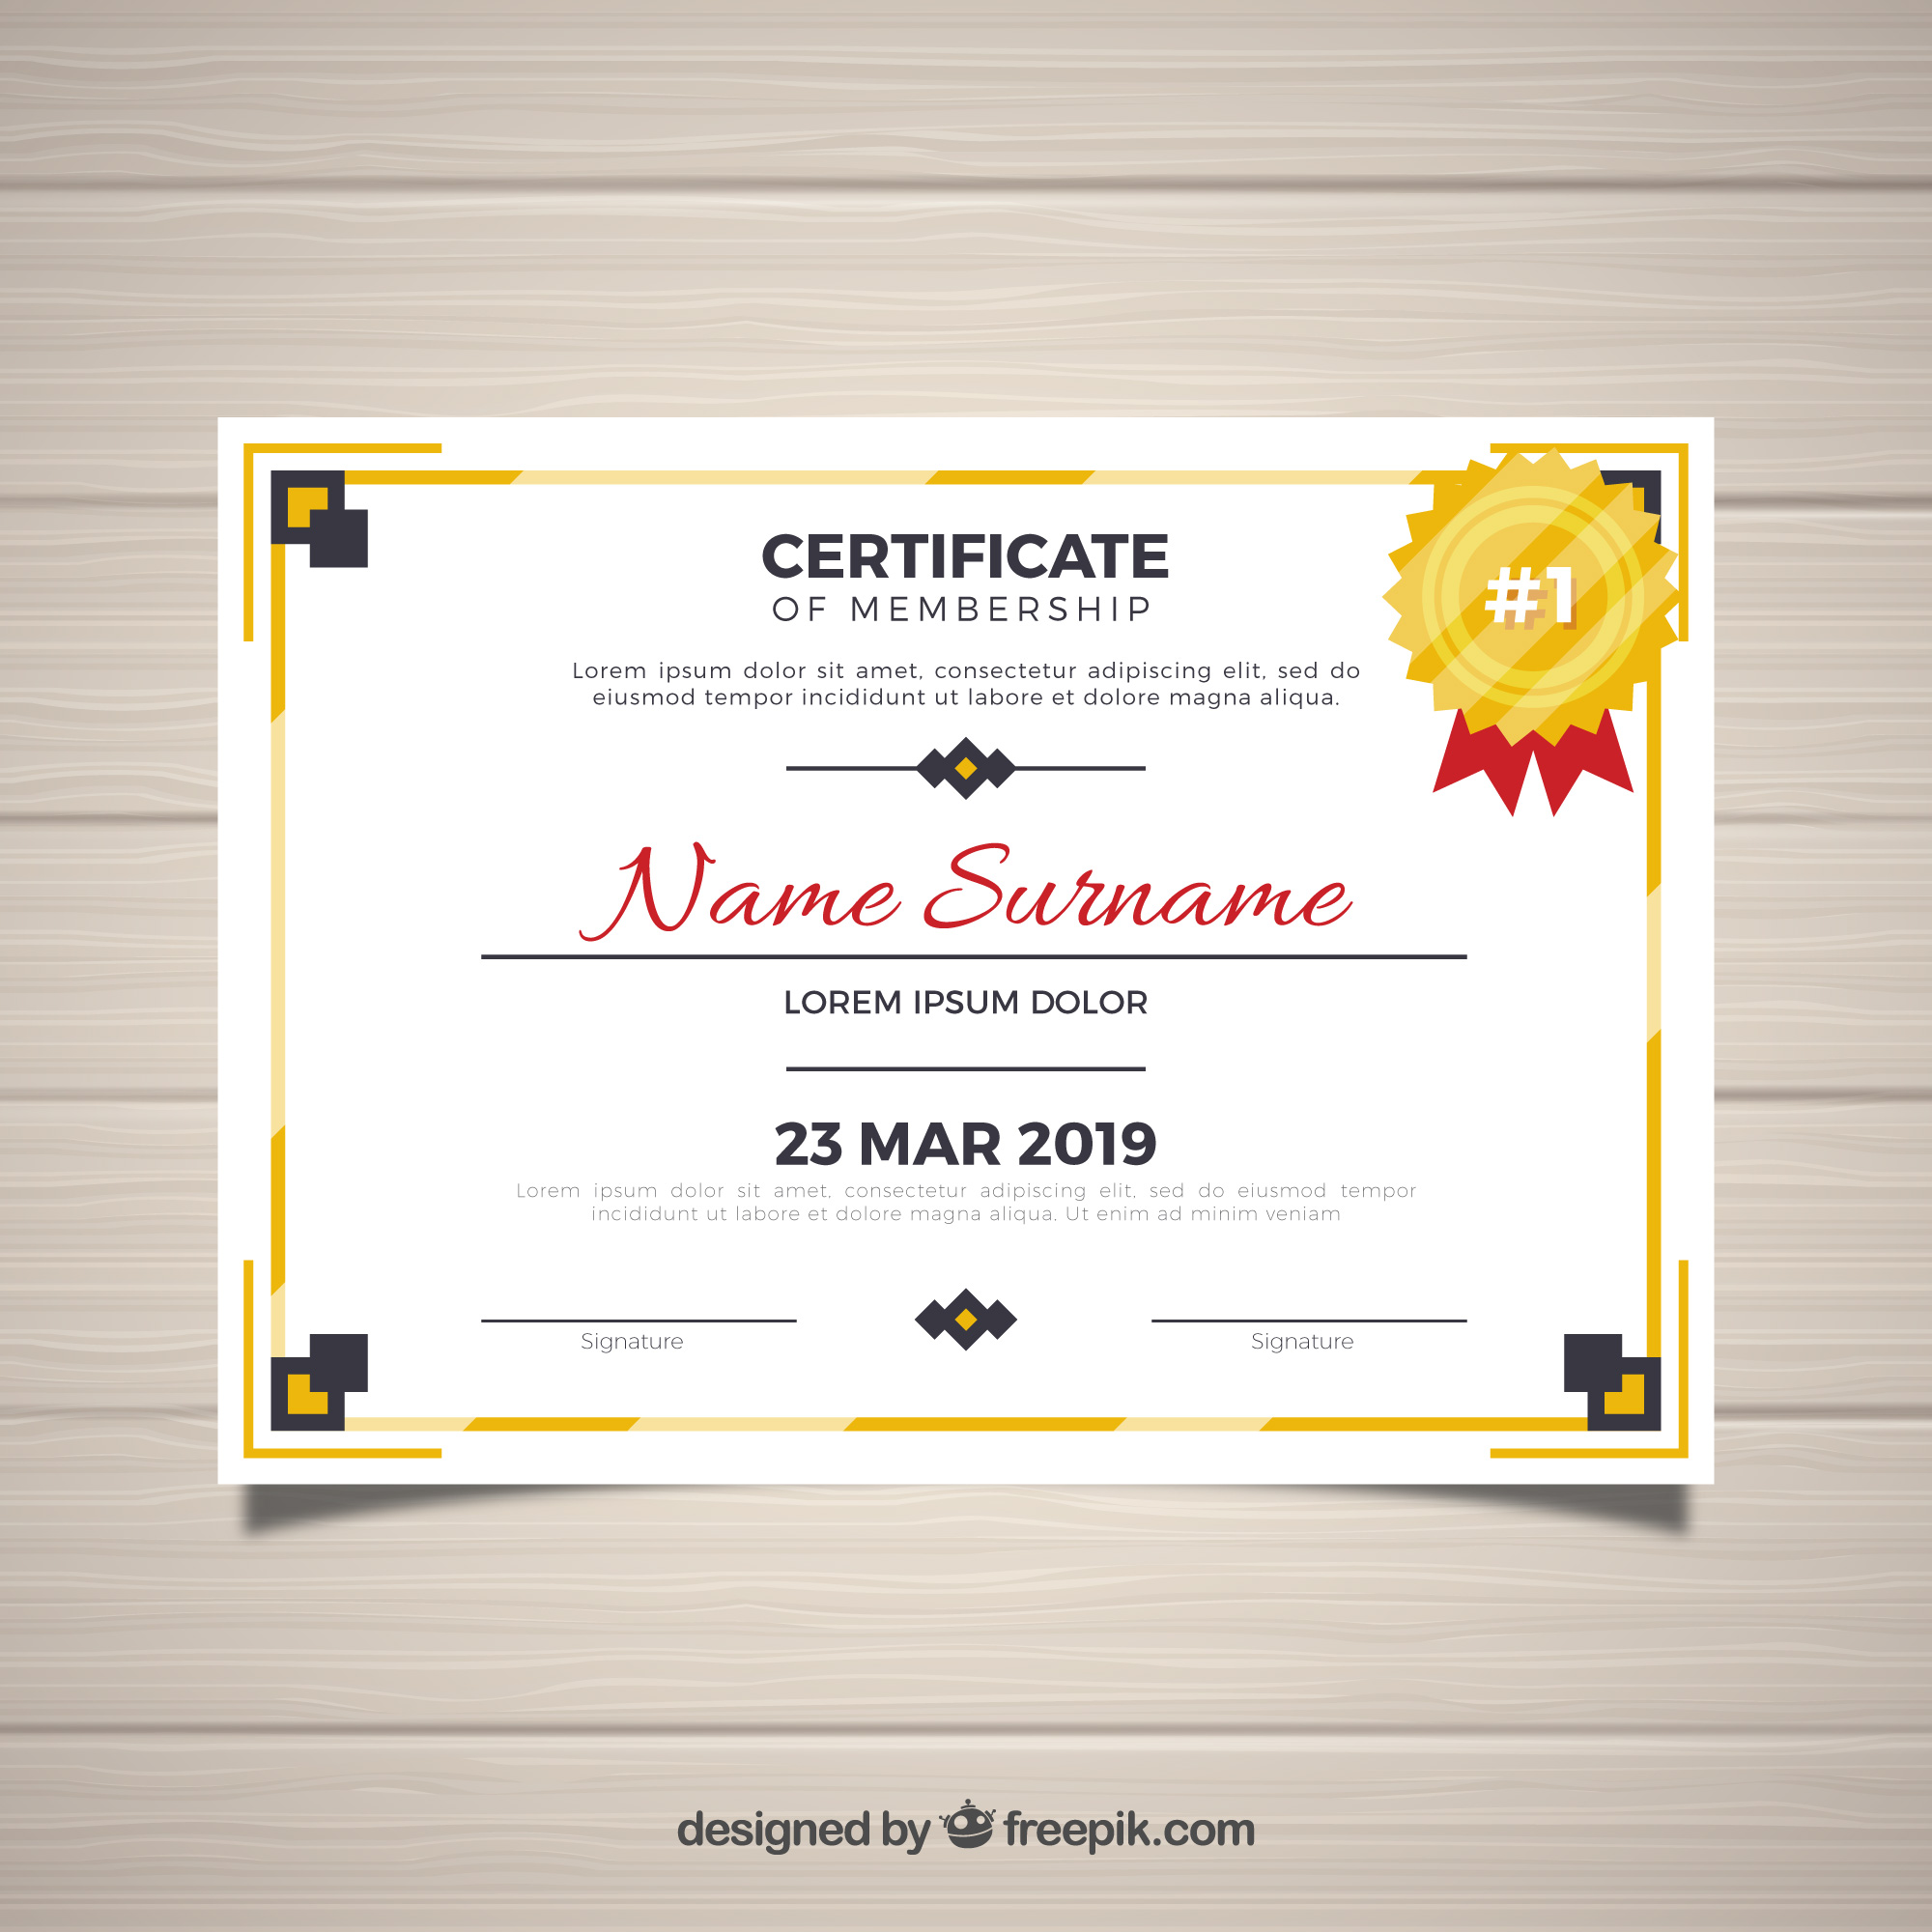 CERTIFICATE
OF MEMBERSHIP
#1
Lorem ipsum dolor sit amet, consectetur adipiscing elit, sed do
eiusmod tempor incididunt ut labore et dolore magna aliqua.
Name Surname
LOREM IPSUM DOLOR
23 MAR 2019
Lorem ipsum dolor sit amet, consectetur adipiscing elit, sed do eiusmod tempor
incididunt ut labore et dolore magna aliqua. Ut enim ad minim veniam
Signature
Signature
designed by freepik.com